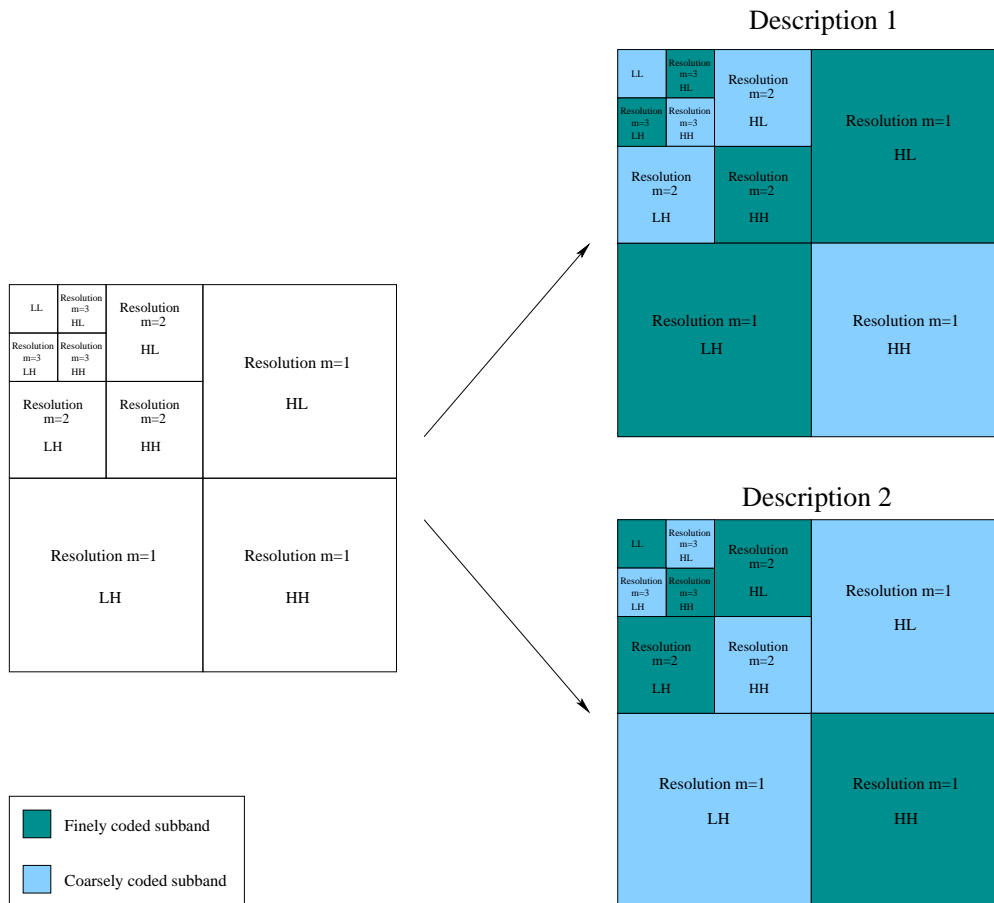 Description 1
LL
Resolution
m=3
HL
Resolution
m=2
HL
Resolution m=1
HL
Resolution
m=3
LH
Resolution
m=3
HH
Resolution
m=2
LH
Resolution
m=2
HH
Resolution m=1
LH
Resolution m=1
HH
LL
Resolution
m=3
HL
Resolution
m=2
HL
Resolution m=1
HL
Resolution
m=3
LH
Resolution
m=3
HH
Resolution
m=2
LH
Resolution
m=2
HH
Resolution m=1
LH
Resolution m=1
HH
Description 2
LL
Resolution
m=3
HL
Resolution
m=2
HL
Resolution m=1
HL
Resolution
m=3
LH
Resolution
m=3
HH
Resolution
m=2
LH
Resolution
m=2
HH
Resolution m=1
LH
Resolution m=1
HH
Finely coded subband
Coarsely coded subband